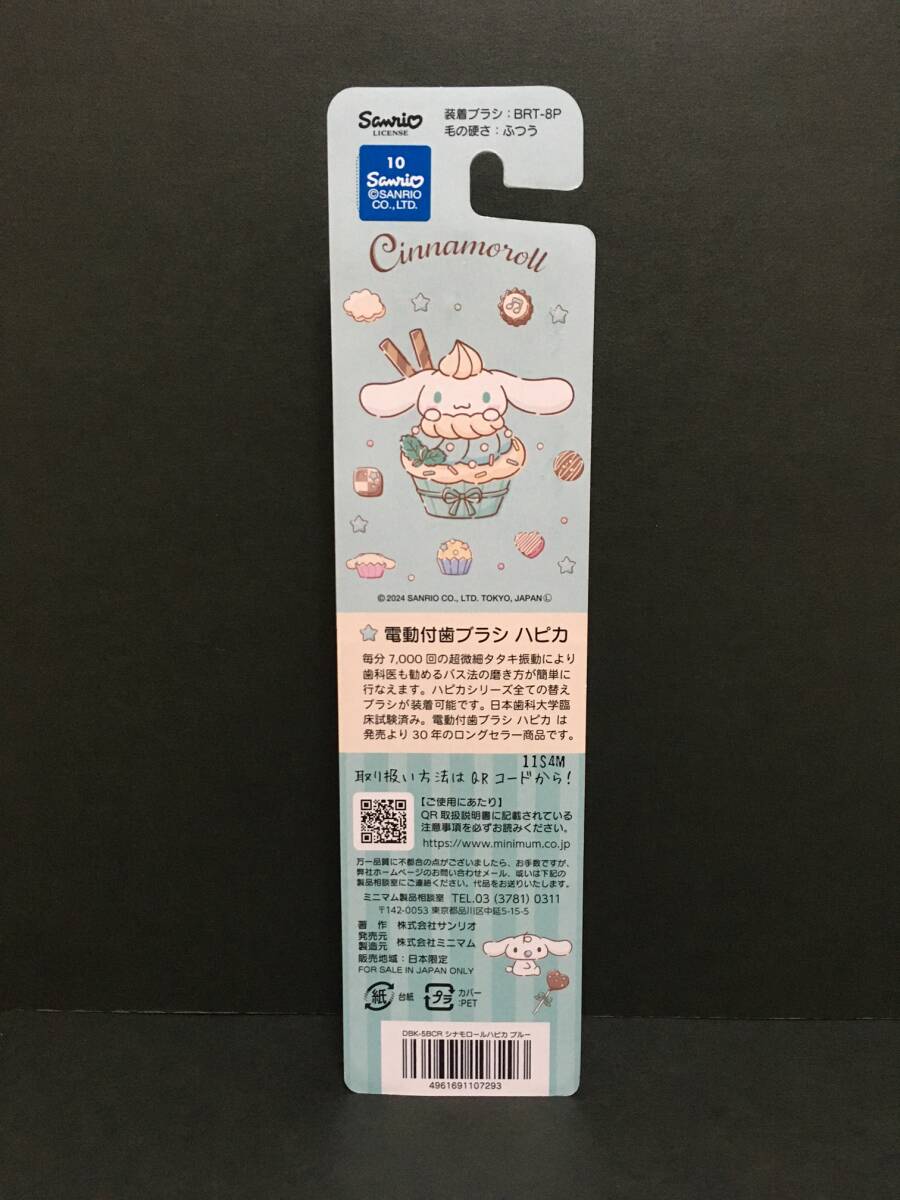 Sanrio
LICENSE
装着ブラシ：BRT-8P
毛の硬さ：ふつう
10
Sanrio
©SANRIO
CO.,LTD.
Cinnamoroll
© 2024 SANRIO CO., LTD. TOKYO, JAPAN Ⓛ
電動付歯ブラシ ハピカ
毎分 7,000 回の超微細タタキ振動により
歯科医も勧めるバス法の磨き方が簡単に
行なえます。ハピカシリーズ全ての替え
ブラシが装着可能です。日本歯科大学臨
床試験済み。電動付歯ブラシ ハピカ は
発売より 30 年のロングセラー商品です。
11S4M
取り扱い方法は QR コードから！
【ご使用にあたり】
QR 取扱説明書に記載されている
注意事項を必ずお読みください。
https://www.minimum.co.jp
万一品質に不都合の点がございましたら、お手数ですが、
弊社ホームページのお問い合わせメール、或いは下記の
製品相談室にご連絡ください。代品をお送りいたします。
ミニマム製品相談室 TEL.03 (3781) 0311
〒142-0053 東京都品川区中延5-15-5
著 作 株式会社サンリオ
発売元
製造元 株式会社ミニマム
販売地域：日本限定
FOR SALE IN JAPAN ONLY
紙 台紙
プラ カバー
:PET
DBK-5BCR シナモロールハピカ ブルー
4961691107293